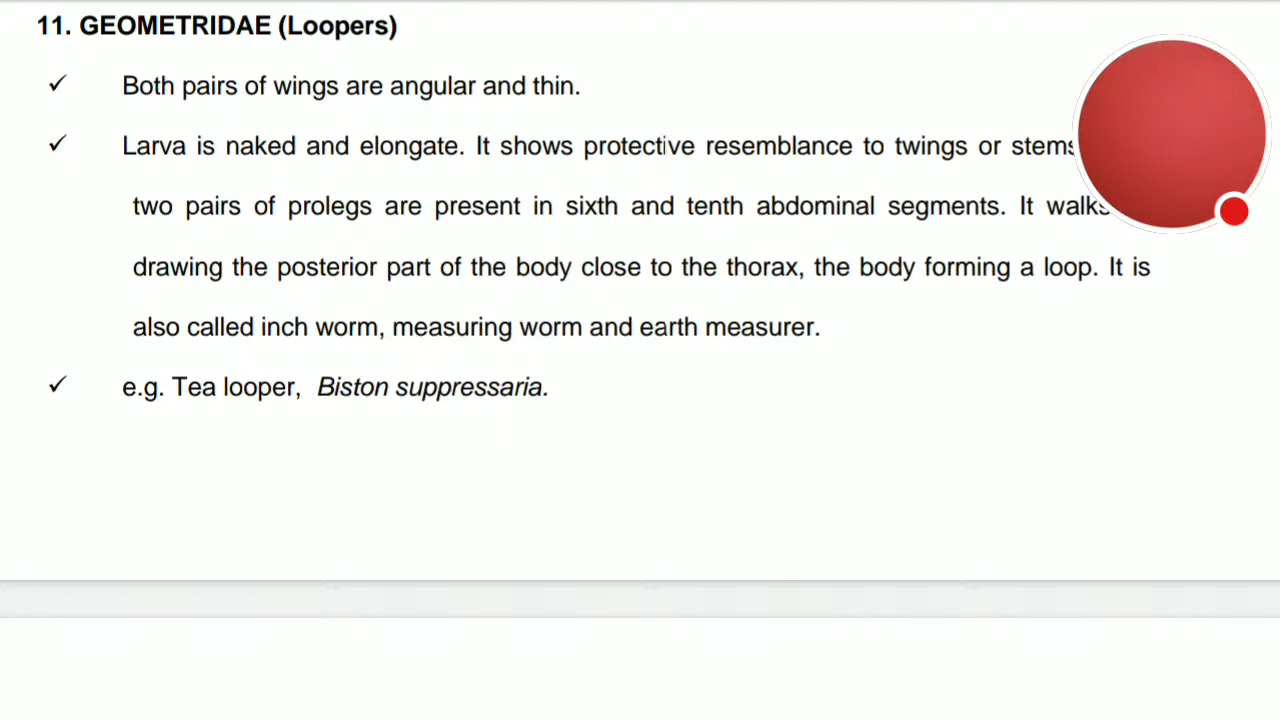 11. GEOMETRIDAE (Loopers)
✓ Both pairs of wings are angular and thin.
✓ Larva is naked and elongate. It shows protective resemblance to twings or stems
two pairs of prolegs are present in sixth and tenth abdominal segments. It walks
drawing the posterior part of the body close to the thorax, the body forming a loop. It is
also called inch worm, measuring worm and earth measurer.
✓ e.g. Tea looper, Biston suppressaria.